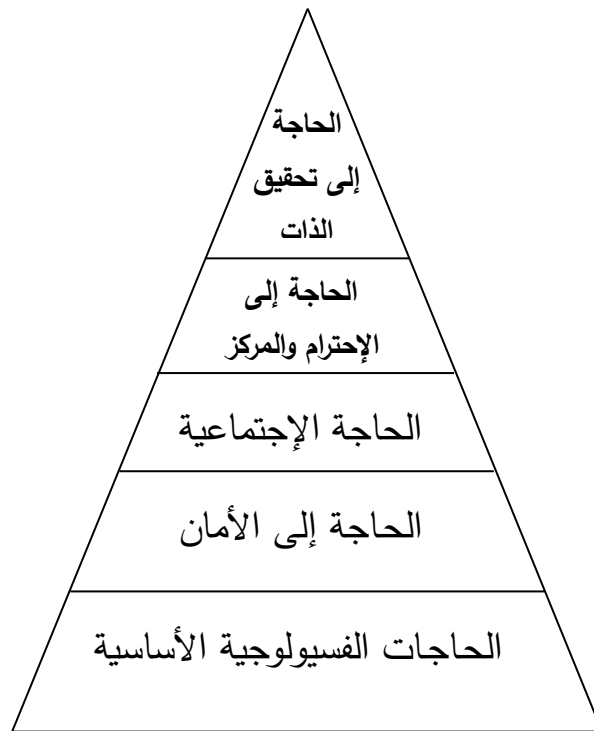 الحاجة
إلى تحقيق
الذات
الحاجة إلى
الإحترام والمركز
الحاجة الإجتماعية
الحاجة إلى الأمان
الحاجات الفسيولوجية الأساسية